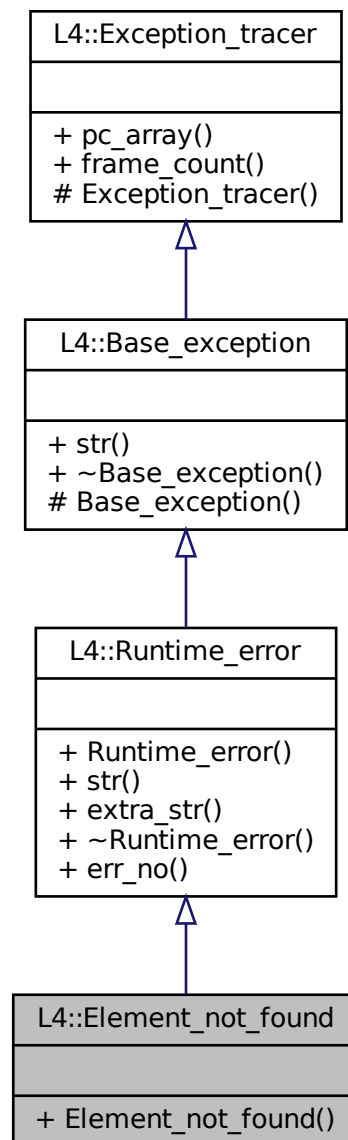 L4::Exception_tracer
+ pc_array()
+ frame_count()
# Exception_tracer()
L4::Base_exception
+ str()
+ ~Base_exception()
# Base_exception()
L4::Runtime_error
+ Runtime_error()
+ str()
+ extra_str()
+ ~Runtime_error()
+ err_no()
L4::Element_not_found
+ Element_not_found()